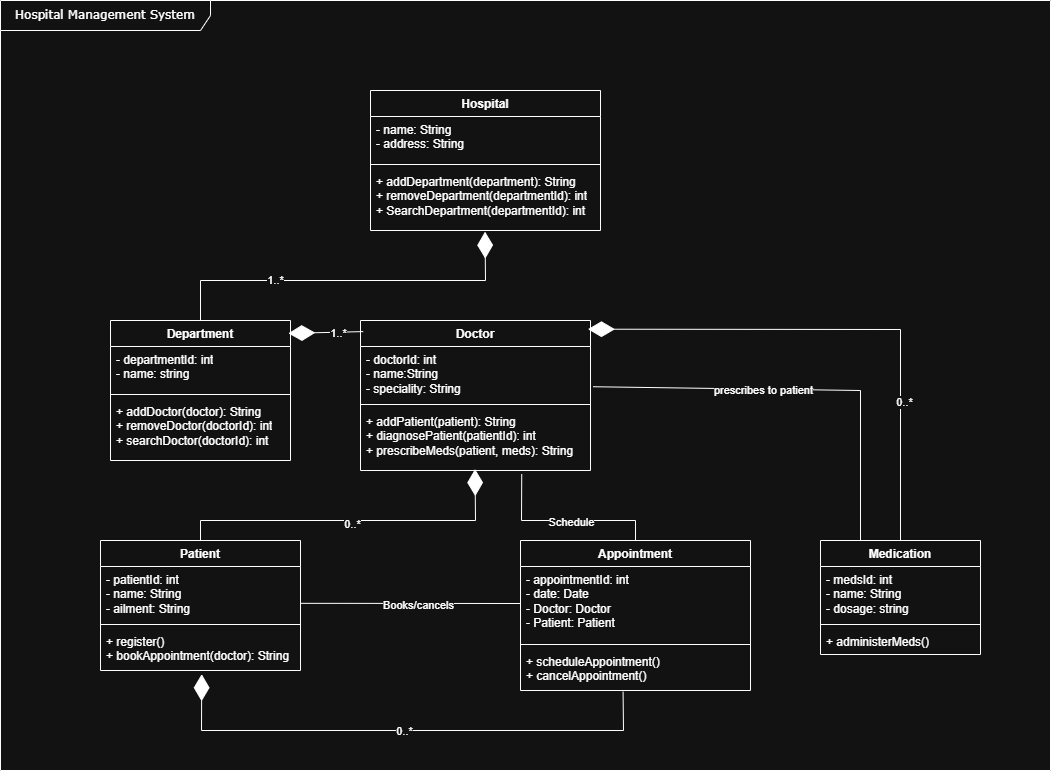 Hospital Management System
Hospital
- name: String
- address: String
+ addDepartment(department): String
+ removeDepartment(departmentId): int
+ SearchDepartment(departmentId): int
1..*
Department
- departmentId: int
- name: string
+ addDoctor(doctor): String
+ removeDoctor(doctorId): int
+ searchDoctor(doctorId): int
1..*
Doctor
- doctorId: int
- name:String
- speciality: String
+ addPatient(patient): String
+ diagnosePatient(patientId): int
+ prescribeMeds(patient, meds): String
prescribes to patient
0..*
0..*
Schedule
Patient
- patientId: int
- name: String
- ailment: String
+ register()
+ bookAppointment(doctor): String
Books/cancels
Appointment
- appointmentId: int
- date: Date
- Doctor: Doctor
- Patient: Patient
+ scheduleAppointment()
+ cancelAppointment()
Medication
- medsId: int
- name: String
- dosage: string
+ administerMeds()
0..*